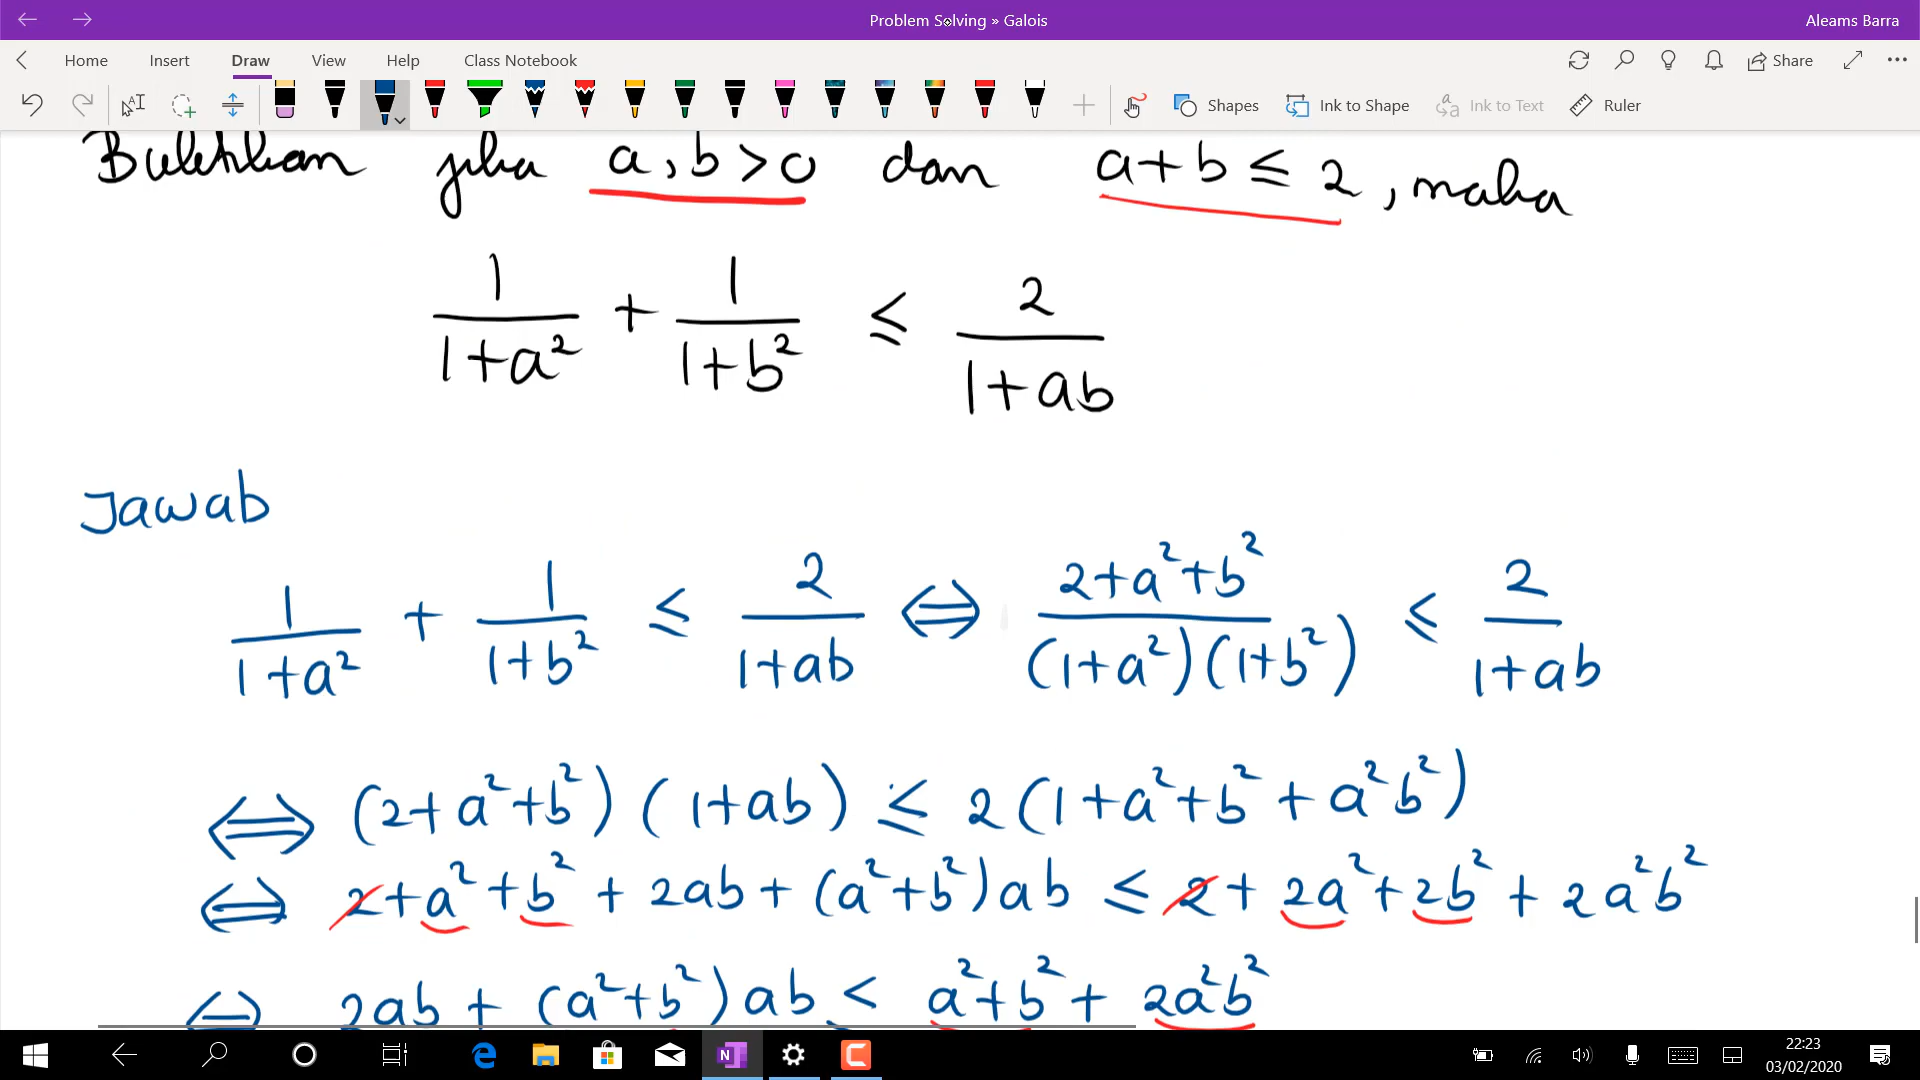 Problem Solving » Galois
Aleams Barra
Home Insert Draw View Help Class Notebook
Share
Shapes Ink to Shape Ink to Text Ruler
Buktikan jika a, b > 0 dan a+b ≤ 2, maka
1/(1+a²) + 1/(1+b²) ≤ 2/(1+ab)
Jawab
1/(1+a²) + 1/(1+b²) ≤ 2/(1+ab) ⟺ (2+a²+b²)/((1+a²)(1+b²)) ≤ 2/(1+ab)
⟺ (2+a²+b²)(1+ab) ≤ 2(1+a²+b²+a²b²)
⟺ 2+a²+b²+2ab+(a²+b²)ab ≤ 2+2a²+2b²+2a²b²
⟺ 2ab+(a²+b²)ab ≤ a²+b²+2a²b²
22:23
03/02/2020